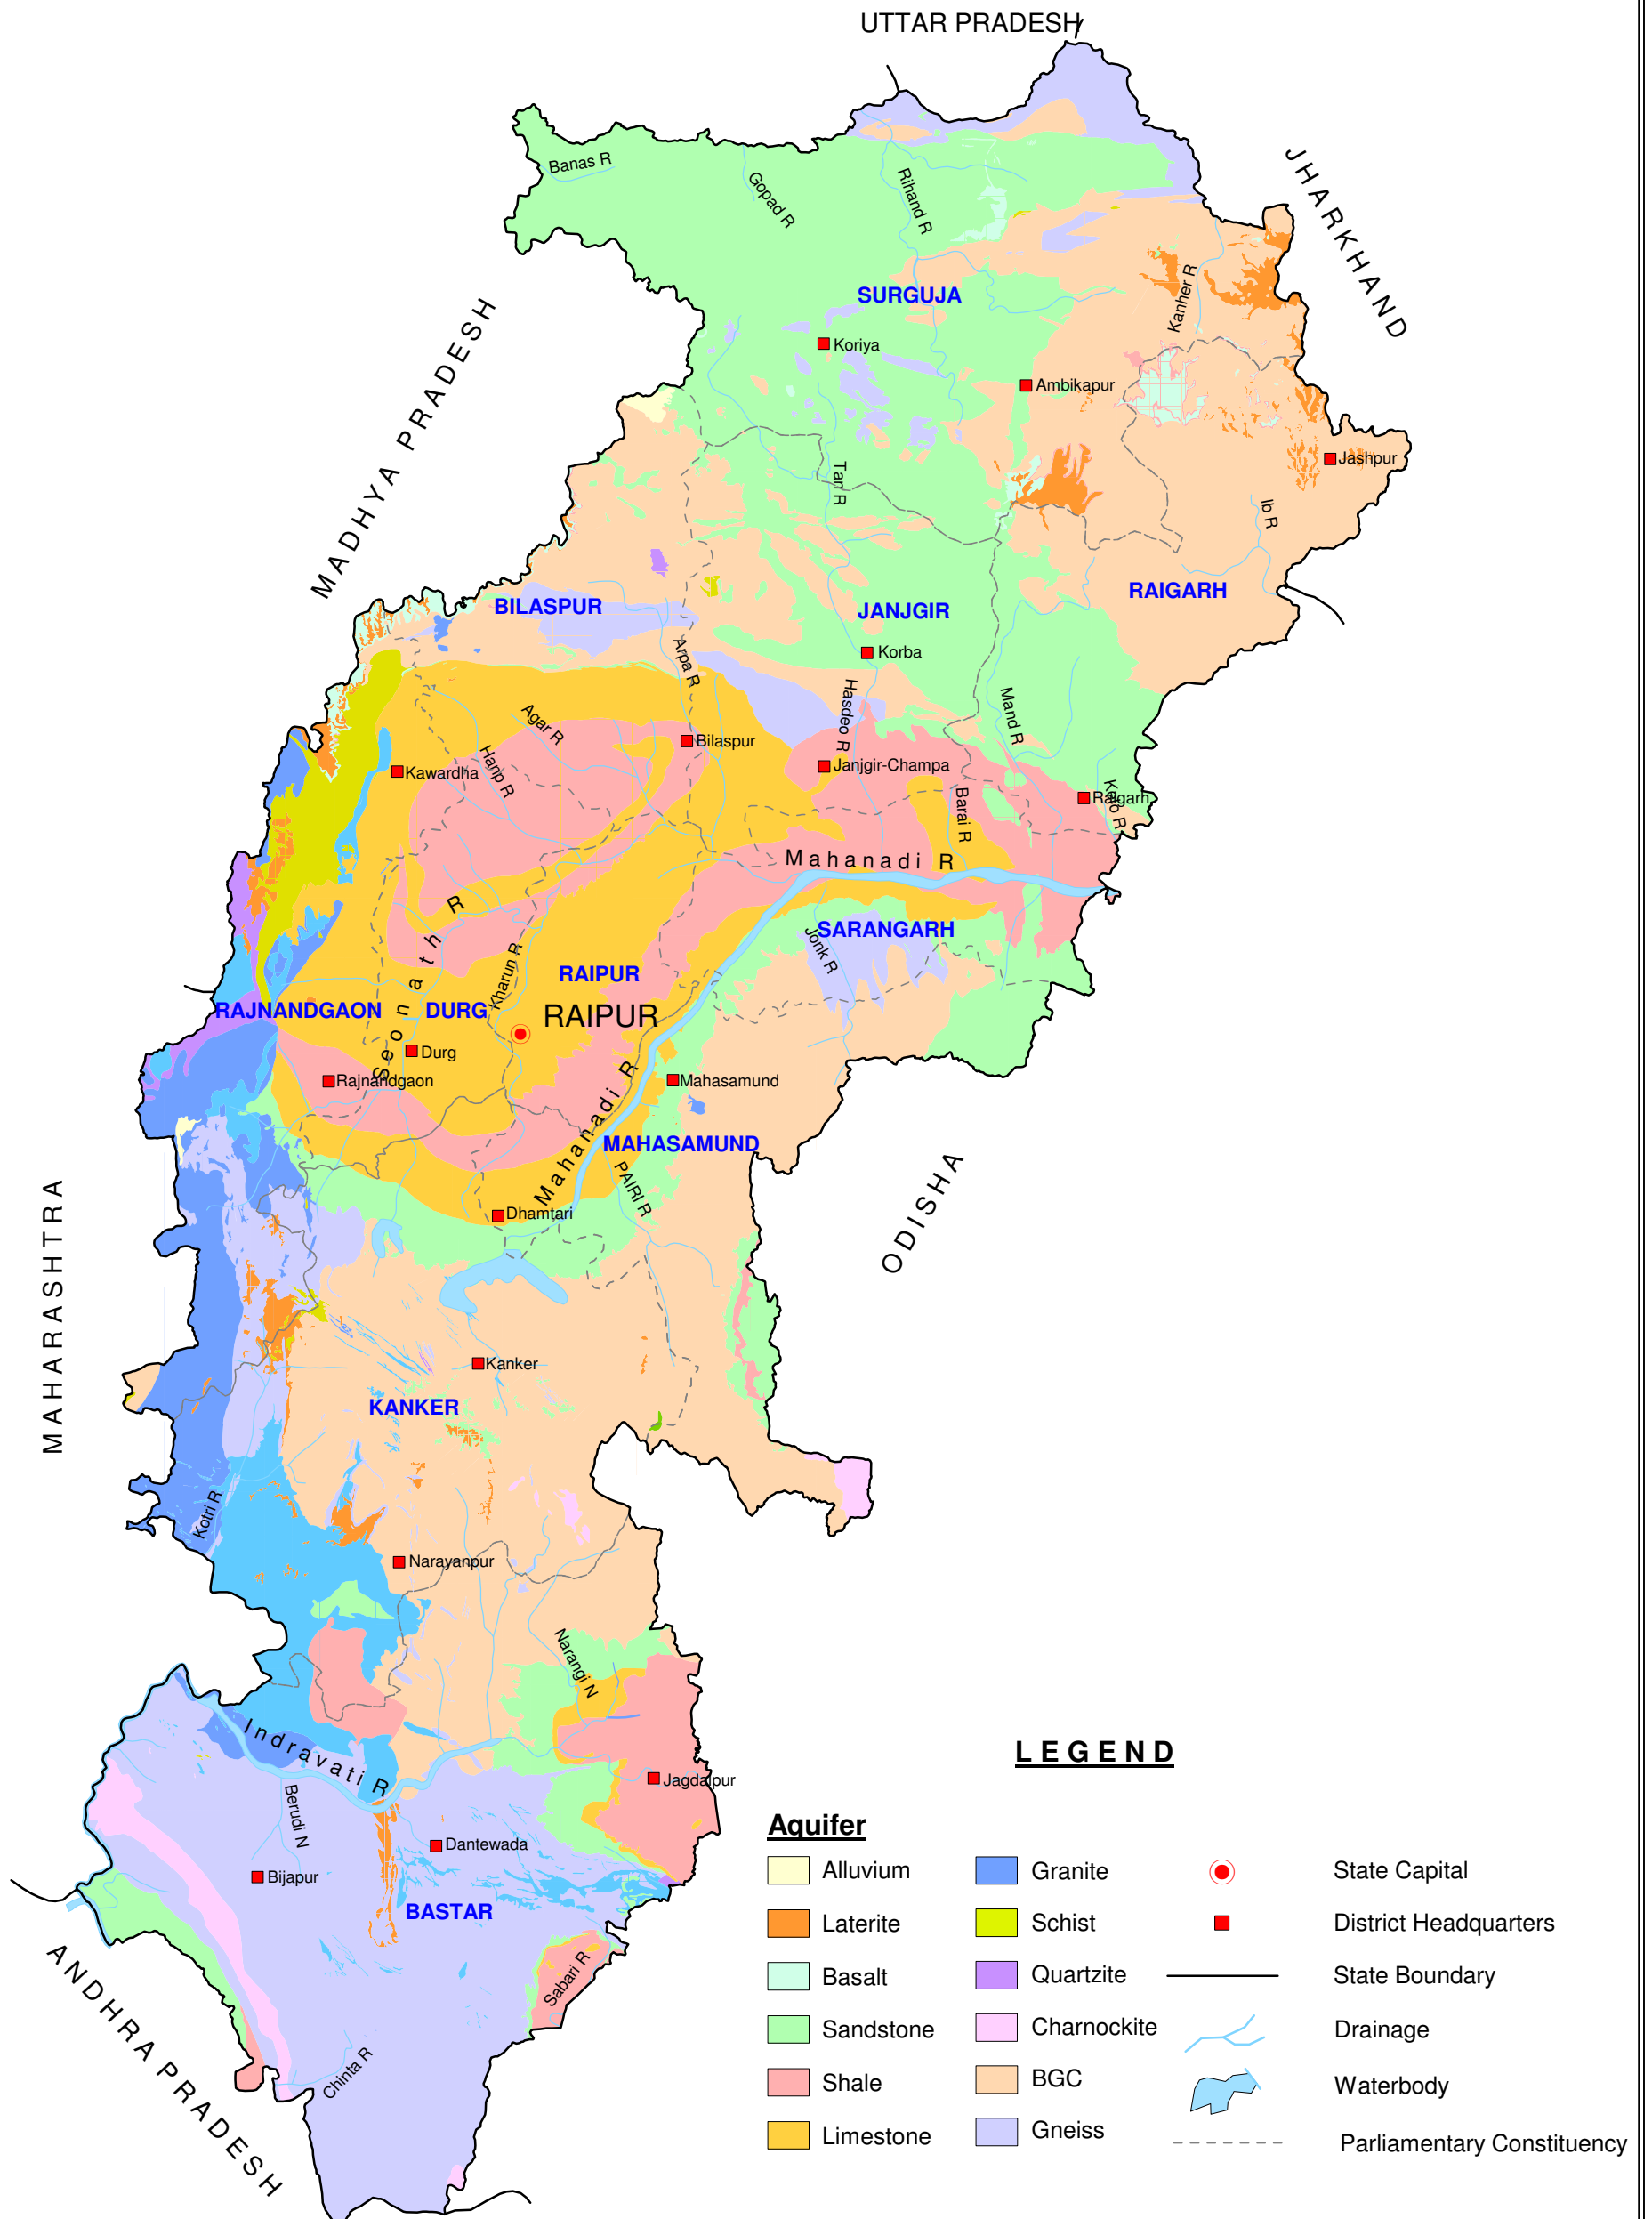 UTTAR PRADESH
JHARKHAND
MADHYA PRADESH
MAHARASHTRA
ODISHA
ANDHRA PRADESH
Banas R
Gopad R
Rihand R
SURGUJA
Kanher R
Koriya
Ambikapur
Jashpur
Tan R
Ib R
BILASPUR
JANJGIR
RAIGARH
Korba
Arpa R
Hasdeo R
Mand R
Agar R
Hanp R
Bilaspur
Kawardha
Janjgir-Champa
Barai R
Raigarh
Kelo R
Mahanadi R
SARANGARH
Jonk R
Seonath R
Kharun R
RAIPUR
RAJNANDGAON
DURG
RAIPUR
Durg
Rajnandgaon
Mahasamund
Mahanadi R
MAHASAMUND
PAIRI R
Dhamtari
Kanker
KANKER
Kotri R
Narayanpur
Narangi N
Indravati R
Jagdalpur
Berudi N
Dantewada
Bijapur
BASTAR
Sabari R
Chinta R
LEGEND
Aquifer
Alluvium
Granite
State Capital
Laterite
Schist
District Headquarters
Basalt
Quartzite
State Boundary
Sandstone
Charnockite
Drainage
Shale
BGC
Waterbody
Limestone
Gneiss
Parliamentary Constituency